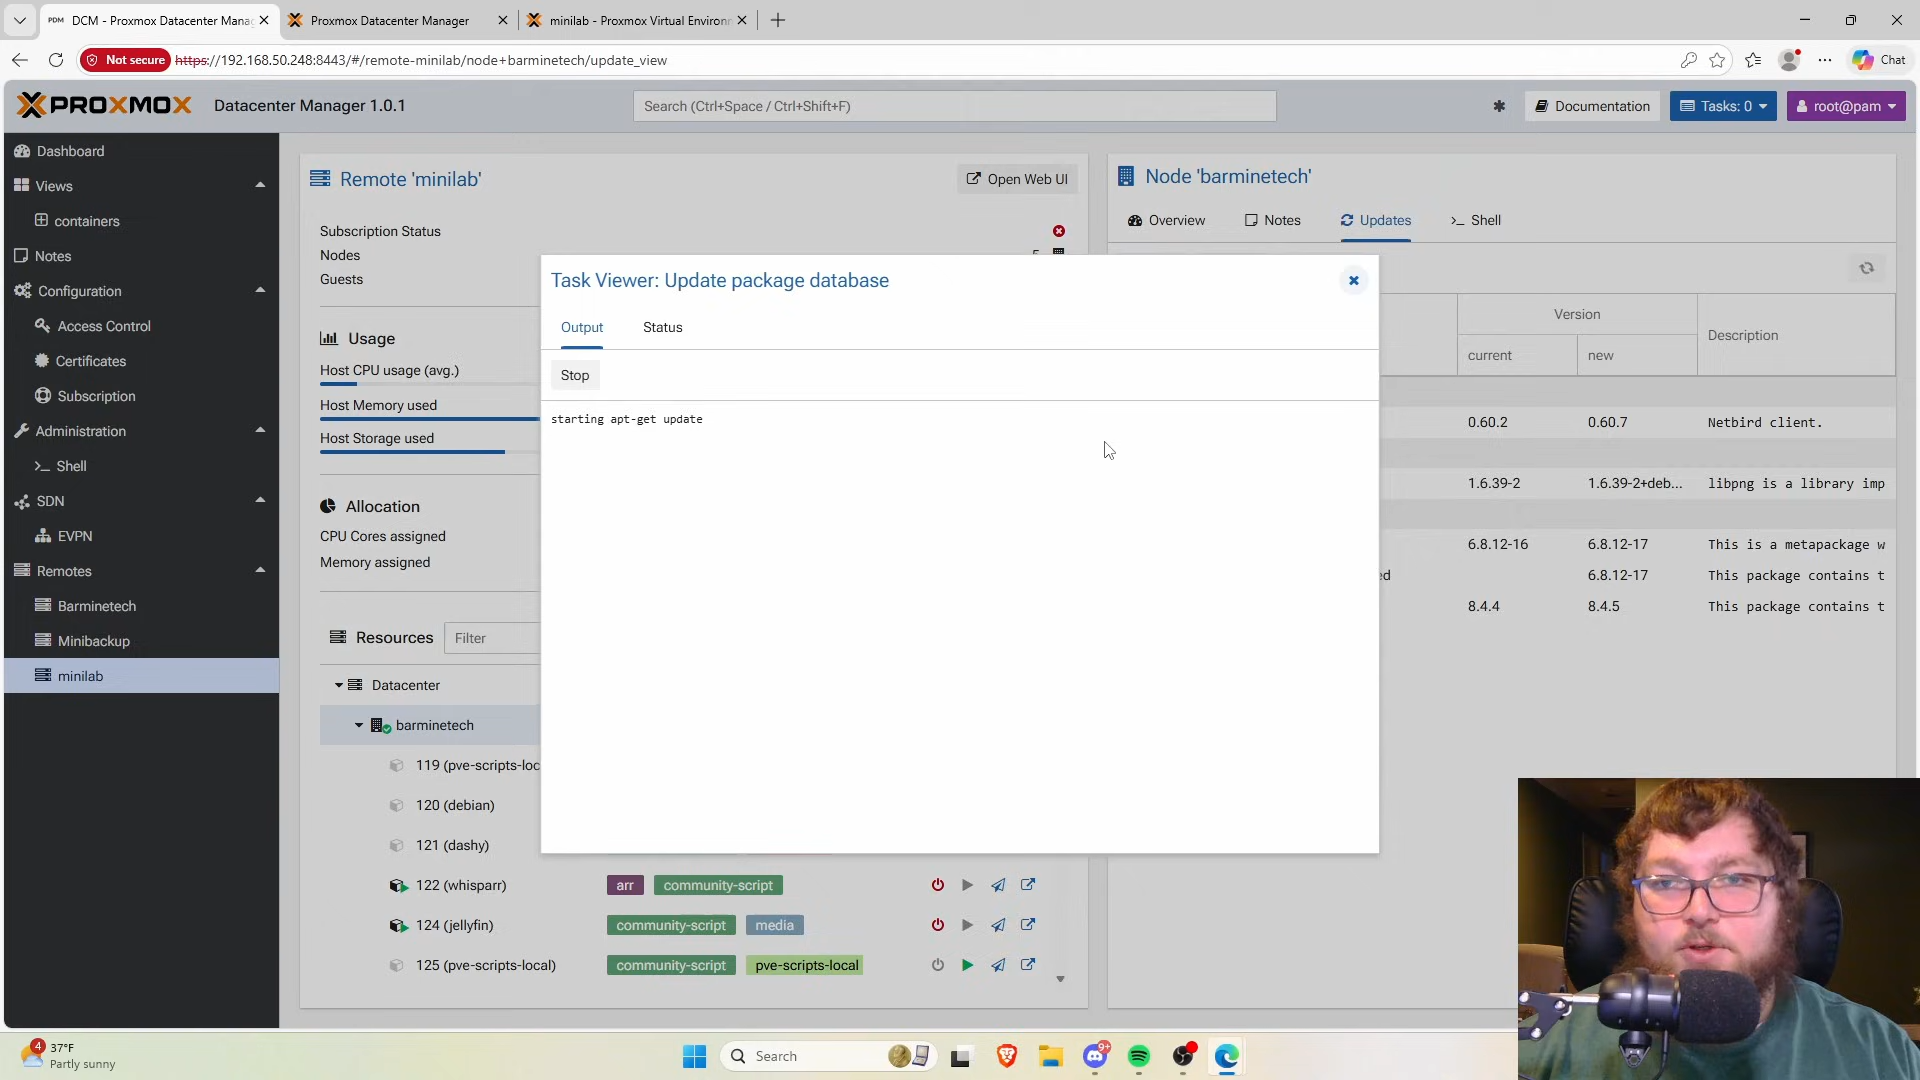 PDM DCM - Proxmox Datacenter Mana
Proxmox Datacenter Manager
minilab - Proxmox Virtual Environ
Not secure https://192.168.50.248:8443/#/remote-minilab/node+barminetech/update_view
Chat
PROXMOX Datacenter Manager 1.0.1
Search (Ctrl+Space / Ctrl+Shift+F)
Documentation
Tasks: 0
root@pam
Dashboard
Views
containers
Notes
Configuration
Access Control
Certificates
Subscription
Administration
Shell
SDN
EVPN
Remotes
Barminetech
Minibackup
minilab
Remote 'minilab'
Open Web UI
Subscription Status
Nodes
Guests
Usage
Host CPU usage (avg.)
Host Memory used
Host Storage used
Allocation
CPU Cores assigned
Memory assigned
Resources
Filter
Datacenter
barminetech
119 (pve-scripts-loc
120 (debian)
121 (dashy)
122 (whisparr) arr community-script
124 (jellyfin) community-script media
125 (pve-scripts-local) community-script pve-scripts-local
Task Viewer: Update package database
Output Status
Stop
starting apt-get update
Node 'barminetech'
Overview Notes Updates Shell
Version
current new Description
0.60.2 0.60.7 Netbird client.
1.6.39-2 1.6.39-2+deb... libpng is a library imp
6.8.12-16 6.8.12-17 This is a metapackage w
ed 6.8.12-17 This package contains t
8.4.4 8.4.5 This package contains t
4
37°F
Partly sunny
Search
9+